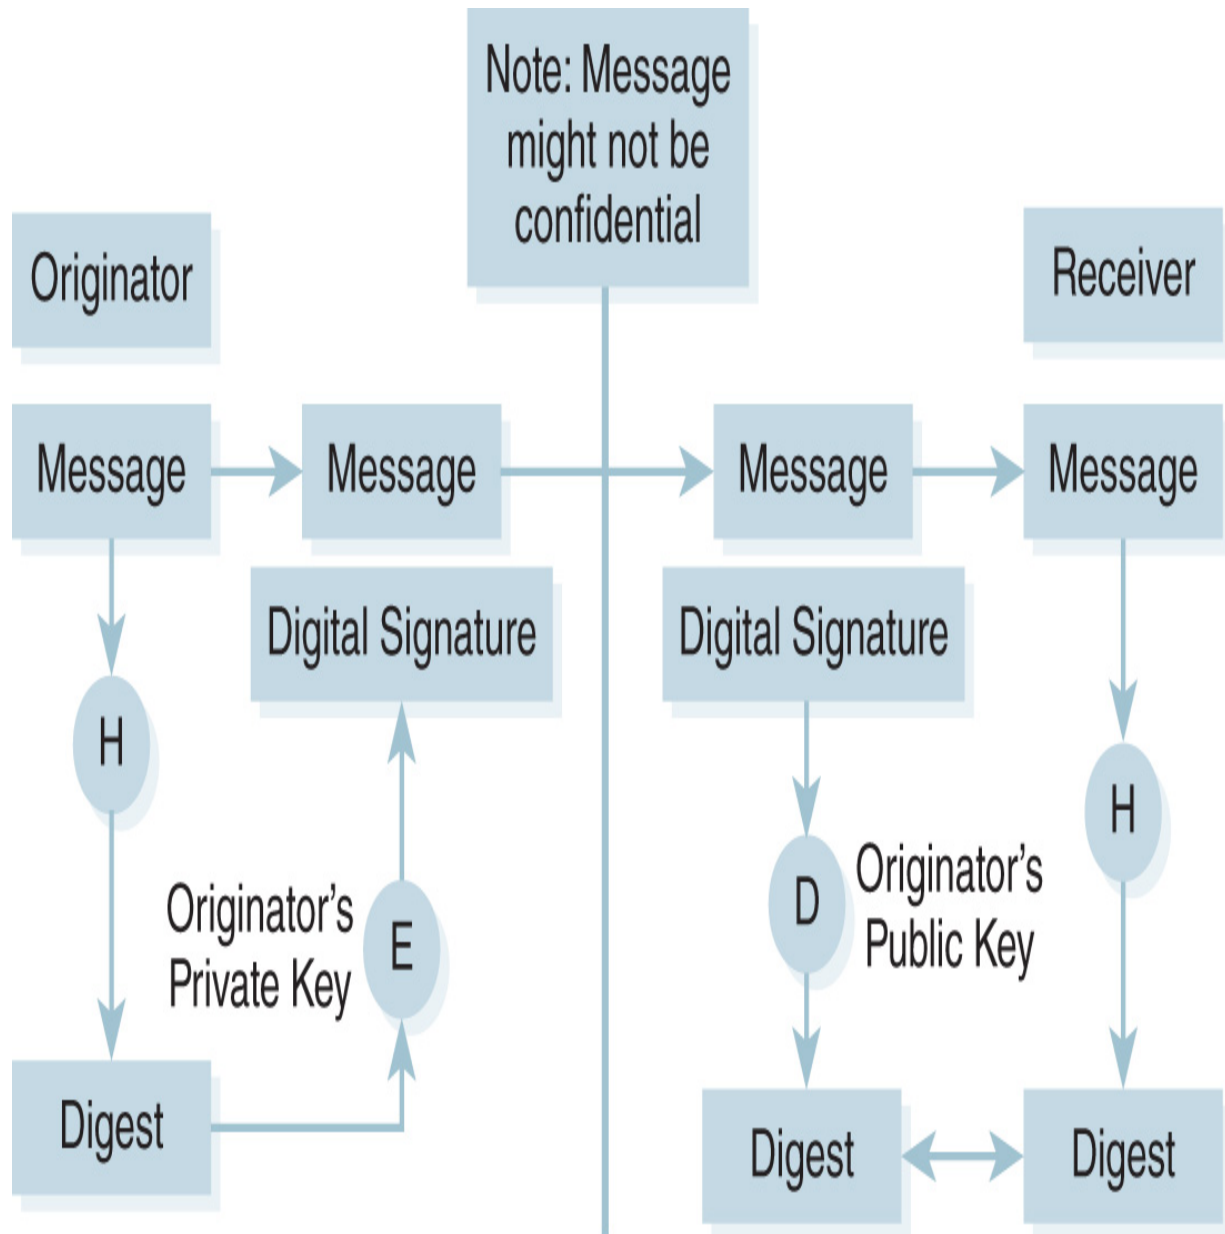 Note: Message
might not be
confidential
Originator
Receiver
Message
Message
Message
Message
Digital Signature
Digital Signature
H
H
Originator’s
Private Key
E
D
Originator’s
Public Key
Digest
Digest
Digest